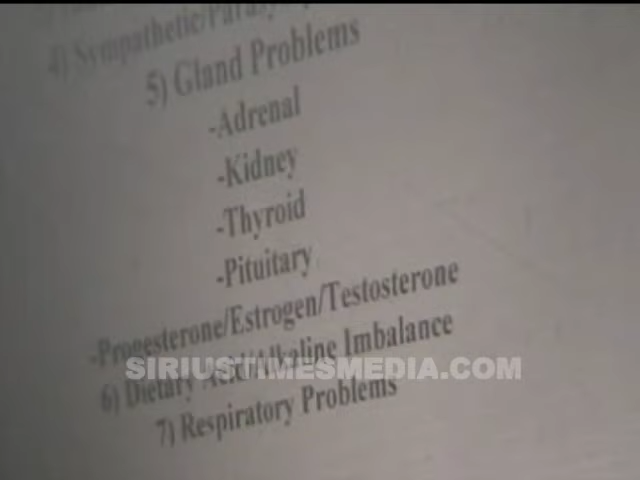 4) Sympathetic/
5) Gland Problems
-Adrenal
-Kidney
-Thyroid
-Pituitary
-Progesterone/Estrogen/Testosterone
6) Dietary Acid/Alkaline Imbalance
SIRIUSTIMESMEDIA.COM
7) Respiratory Problems